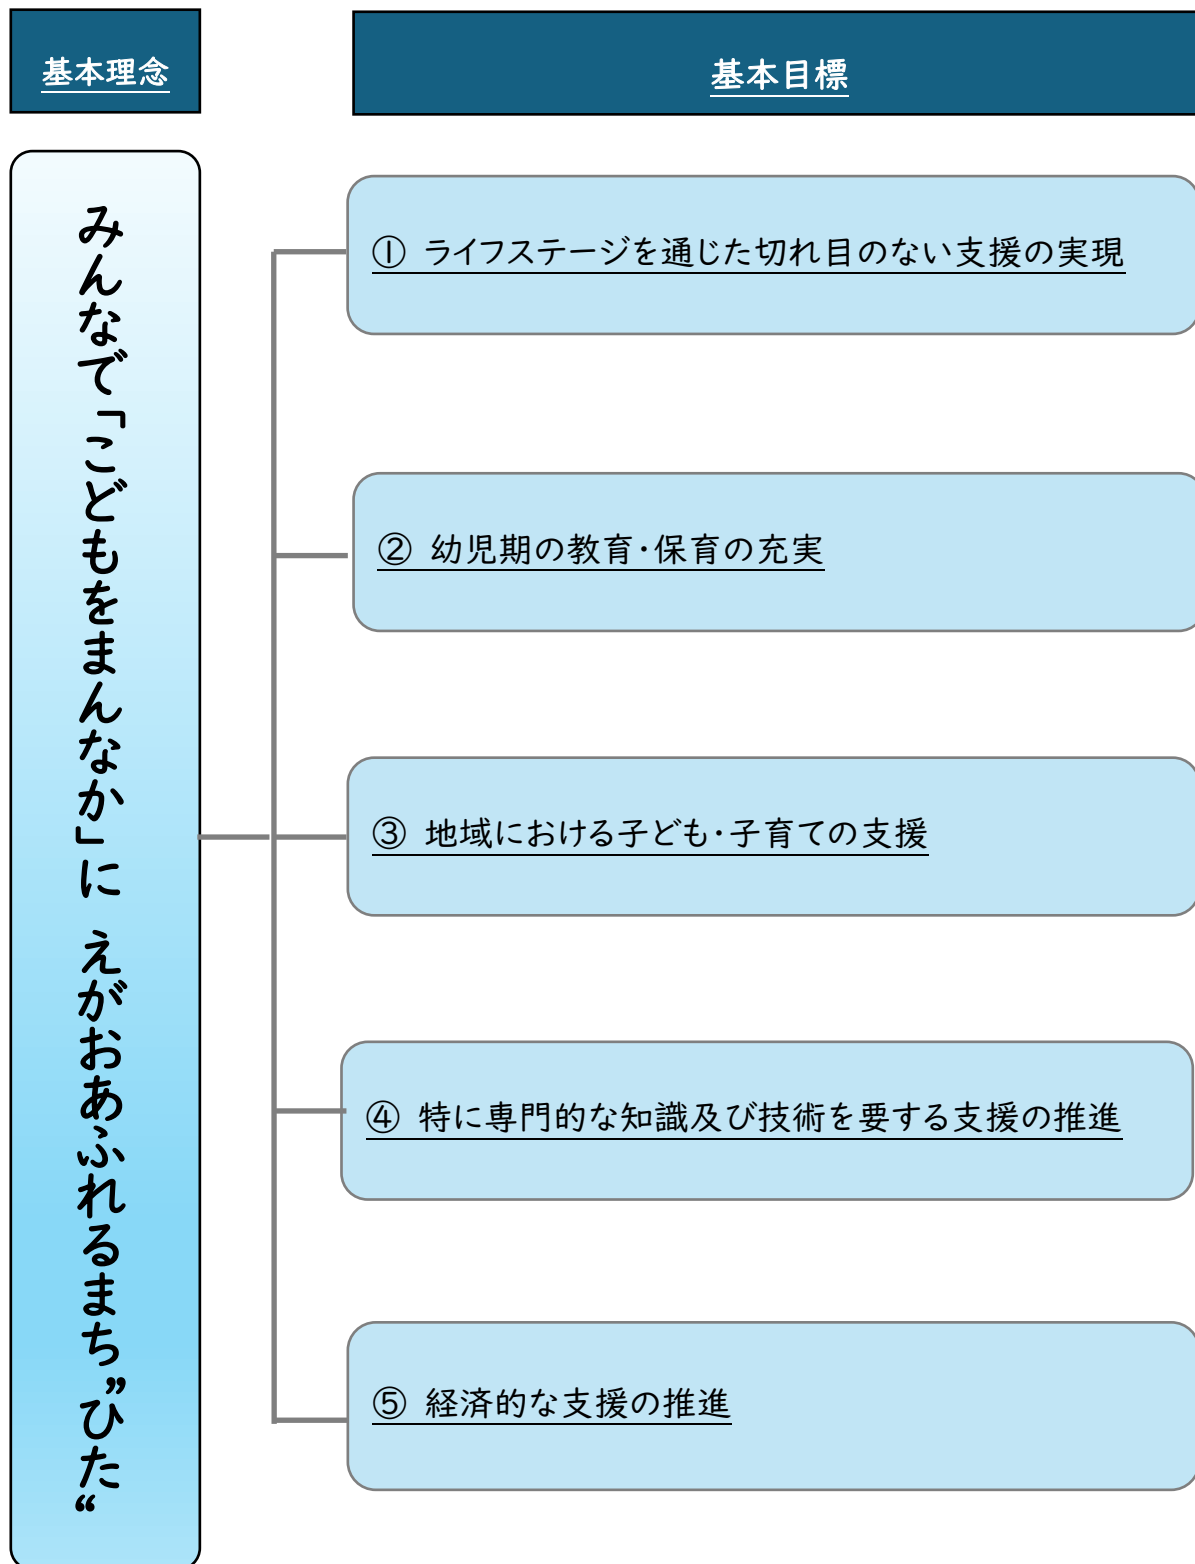 基本理念
基本目標
みんなで「こどもをまんなか」に えがおあふれるまち”ひた“
① ライフステージを通じた切れ目のない支援の実現
② 幼児期の教育・保育の充実
③ 地域における子ども・子育ての支援
④ 特に専門的な知識及び技術を要する支援の推進
⑤ 経済的な支援の推進